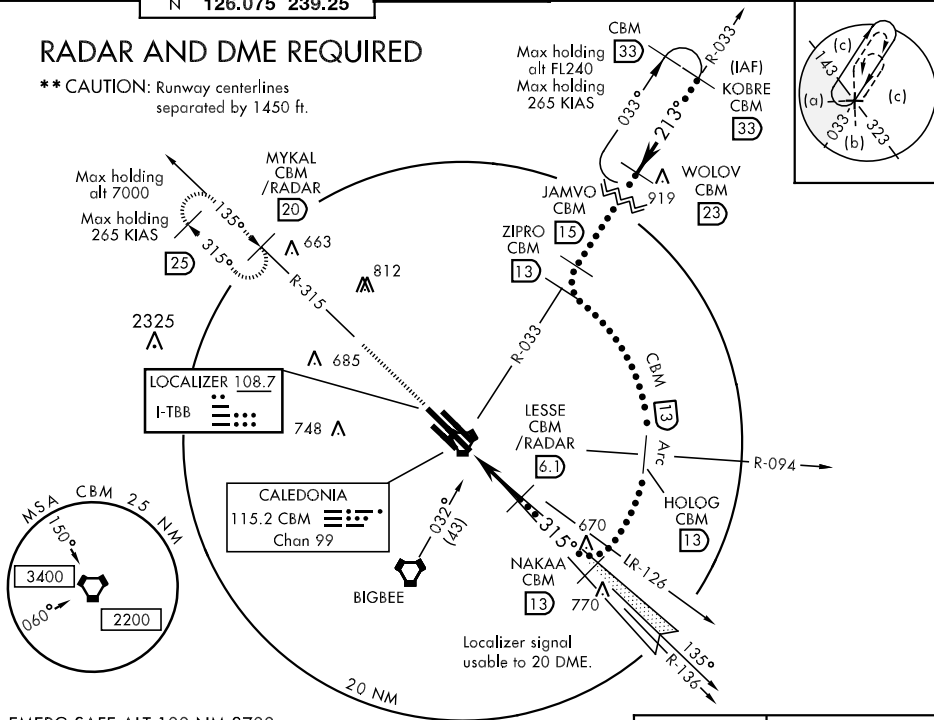 N 126.075 239.25
RADAR AND DME REQUIRED
** CAUTION: Runway centerlines
separated by 1450 ft.
Max holding
alt FL240
Max holding
265 KIAS
CBM
33
R-033
033°
213°
(IAF)
KOBRE
CBM
33
(c)
143
(a)
(c)
033
323
(b)
Max holding
alt 7000
Max holding
265 KIAS
25
135°
315°
MYKAL
CBM
/RADAR
20
663
R-315
812
JAMVO
CBM
15
919
WOLOV
CBM
23
ZIPRO
CBM
13
R-033
2325
685
LOCALIZER 108.7
I-TBB
748
CBM
13
Arc
LESSE
CBM
/RADAR
6.1
R-094
HOLOG
CBM
13
CALEDONIA
115.2 CBM
Chan 99
032°
(43)
BIGBEE
315°
670
NAKAA
CBM
13
770
LR-126
135°
R-136
Localizer signal
usable to 20 DME.
20 NM
MSA CBM 25 NM
150°
3400
060°
2200
EMERG SAFE ALT 100 NM 3700